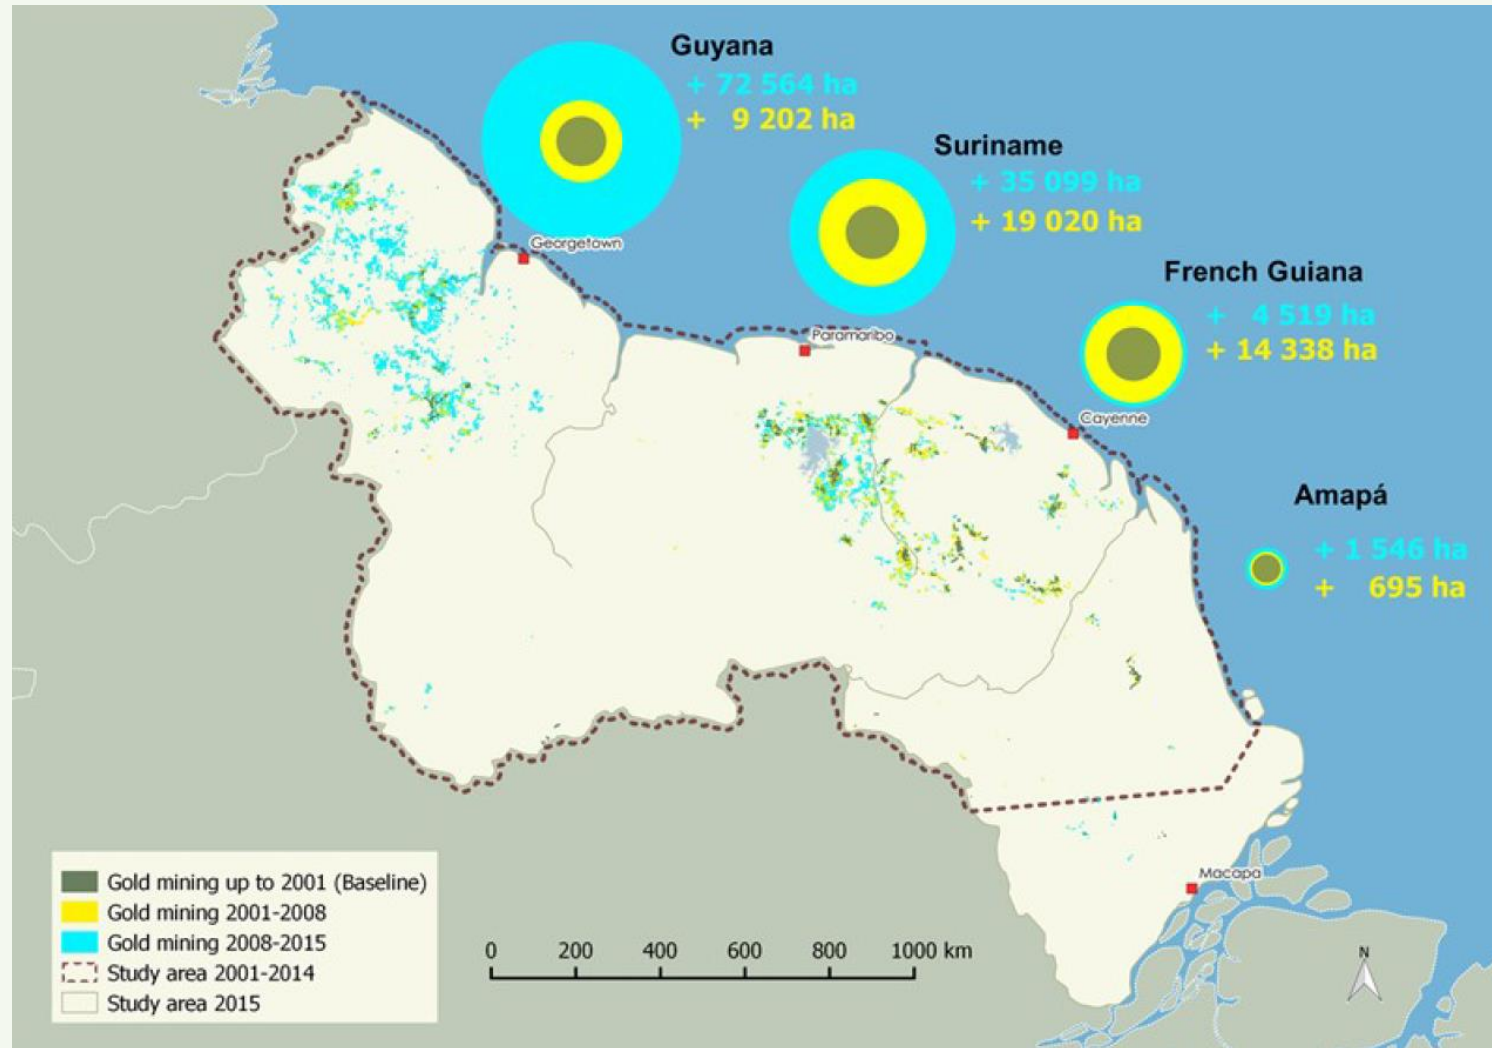 Guyana
+ 72 564 ha
+ 9 202 ha
Suriname
+ 35 099 ha
+ 19 020 ha
Georgetown
French Guiana
+ 4 519 ha
+ 14 338 ha
Paramaribo
Cayenne
Amapá
+ 1 546 ha
+ 695 ha
Macapa
Gold mining up to 2001 (Baseline)
Gold mining 2001-2008
Gold mining 2008-2015
Study area 2001-2014
Study area 2015
0 200 400 600 800 1000 km
N